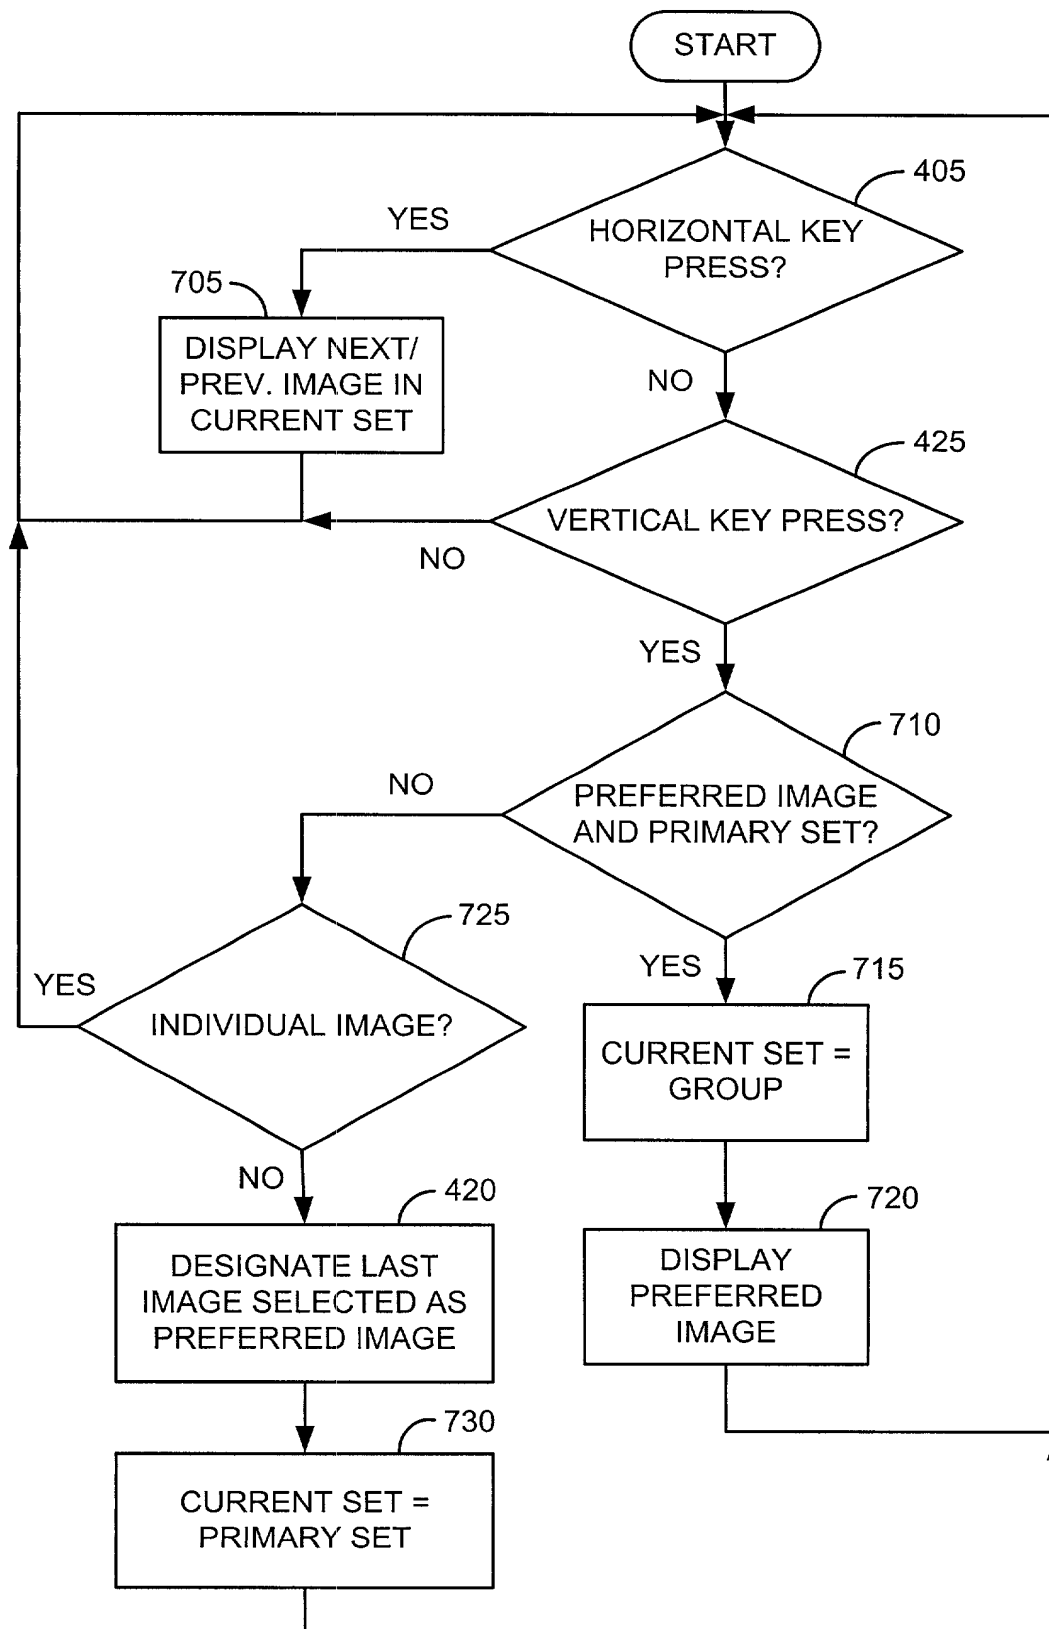 START
405
HORIZONTAL KEY
PRESS?
YES
705
DISPLAY NEXT/
PREV. IMAGE IN
CURRENT SET
NO
425
VERTICAL KEY PRESS?
NO
YES
710
PREFERRED IMAGE
AND PRIMARY SET?
NO
725
INDIVIDUAL IMAGE?
YES
YES
715
CURRENT SET =
GROUP
NO
420
DESIGNATE LAST
IMAGE SELECTED AS
PREFERRED IMAGE
720
DISPLAY
PREFERRED
IMAGE
730
CURRENT SET =
PRIMARY SET